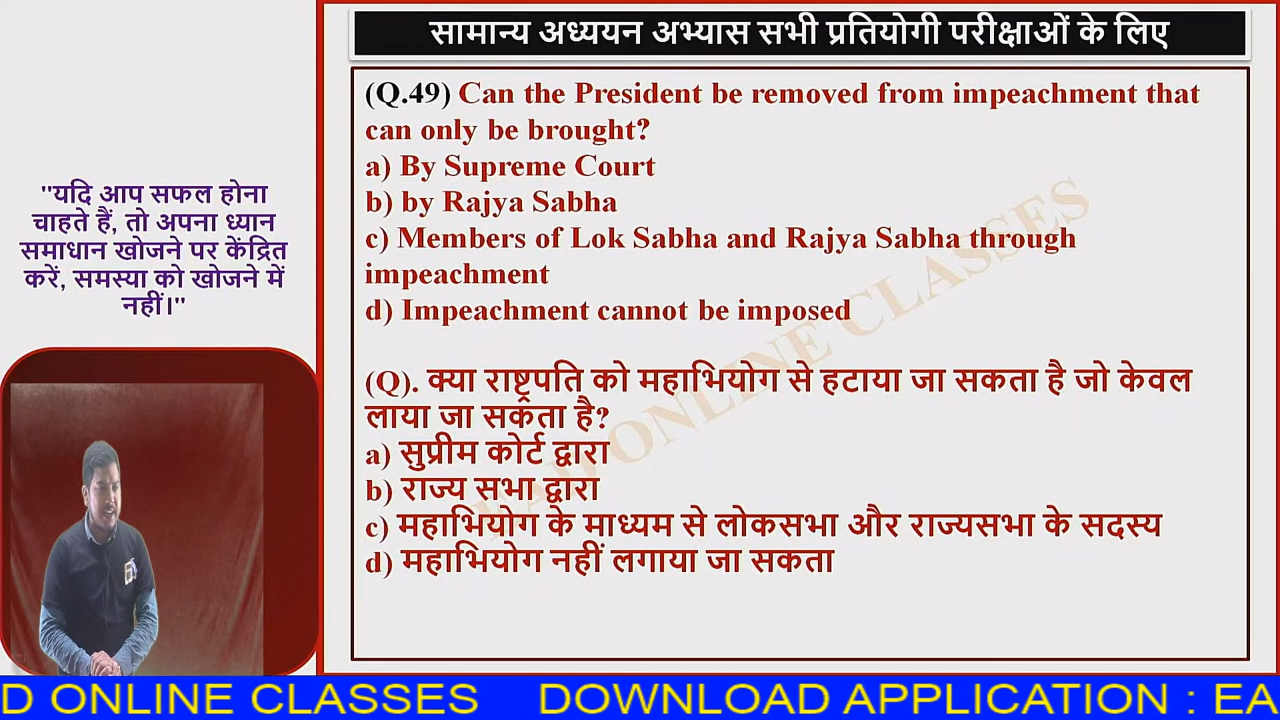 सामान्य अध्ययन अभ्यास सभी प्रतियोगी परीक्षाओं के लिए
"यदि आप सफल होना
चाहते हैं, तो अपना ध्यान
समाधान खोजने पर केंद्रित
करें, समस्या को खोजने में
नहीं।"
(Q.49) Can the President be removed from impeachment that
can only be brought?
a) By Supreme Court
b) by Rajya Sabha
c) Members of Lok Sabha and Rajya Sabha through
impeachment
d) Impeachment cannot be imposed
(Q). क्या राष्ट्रपति को महाभियोग से हटाया जा सकता है जो केवल
लाया जा सकता है?
a) सुप्रीम कोर्ट द्वारा
b) राज्य सभा द्वारा
c) महाभियोग के माध्यम से लोकसभा और राज्यसभा के सदस्य
d) महाभियोग नहीं लगाया जा सकता
ONLINE CLASSES
D ONLINE CLASSES DOWNLOAD APPLICATION : EA